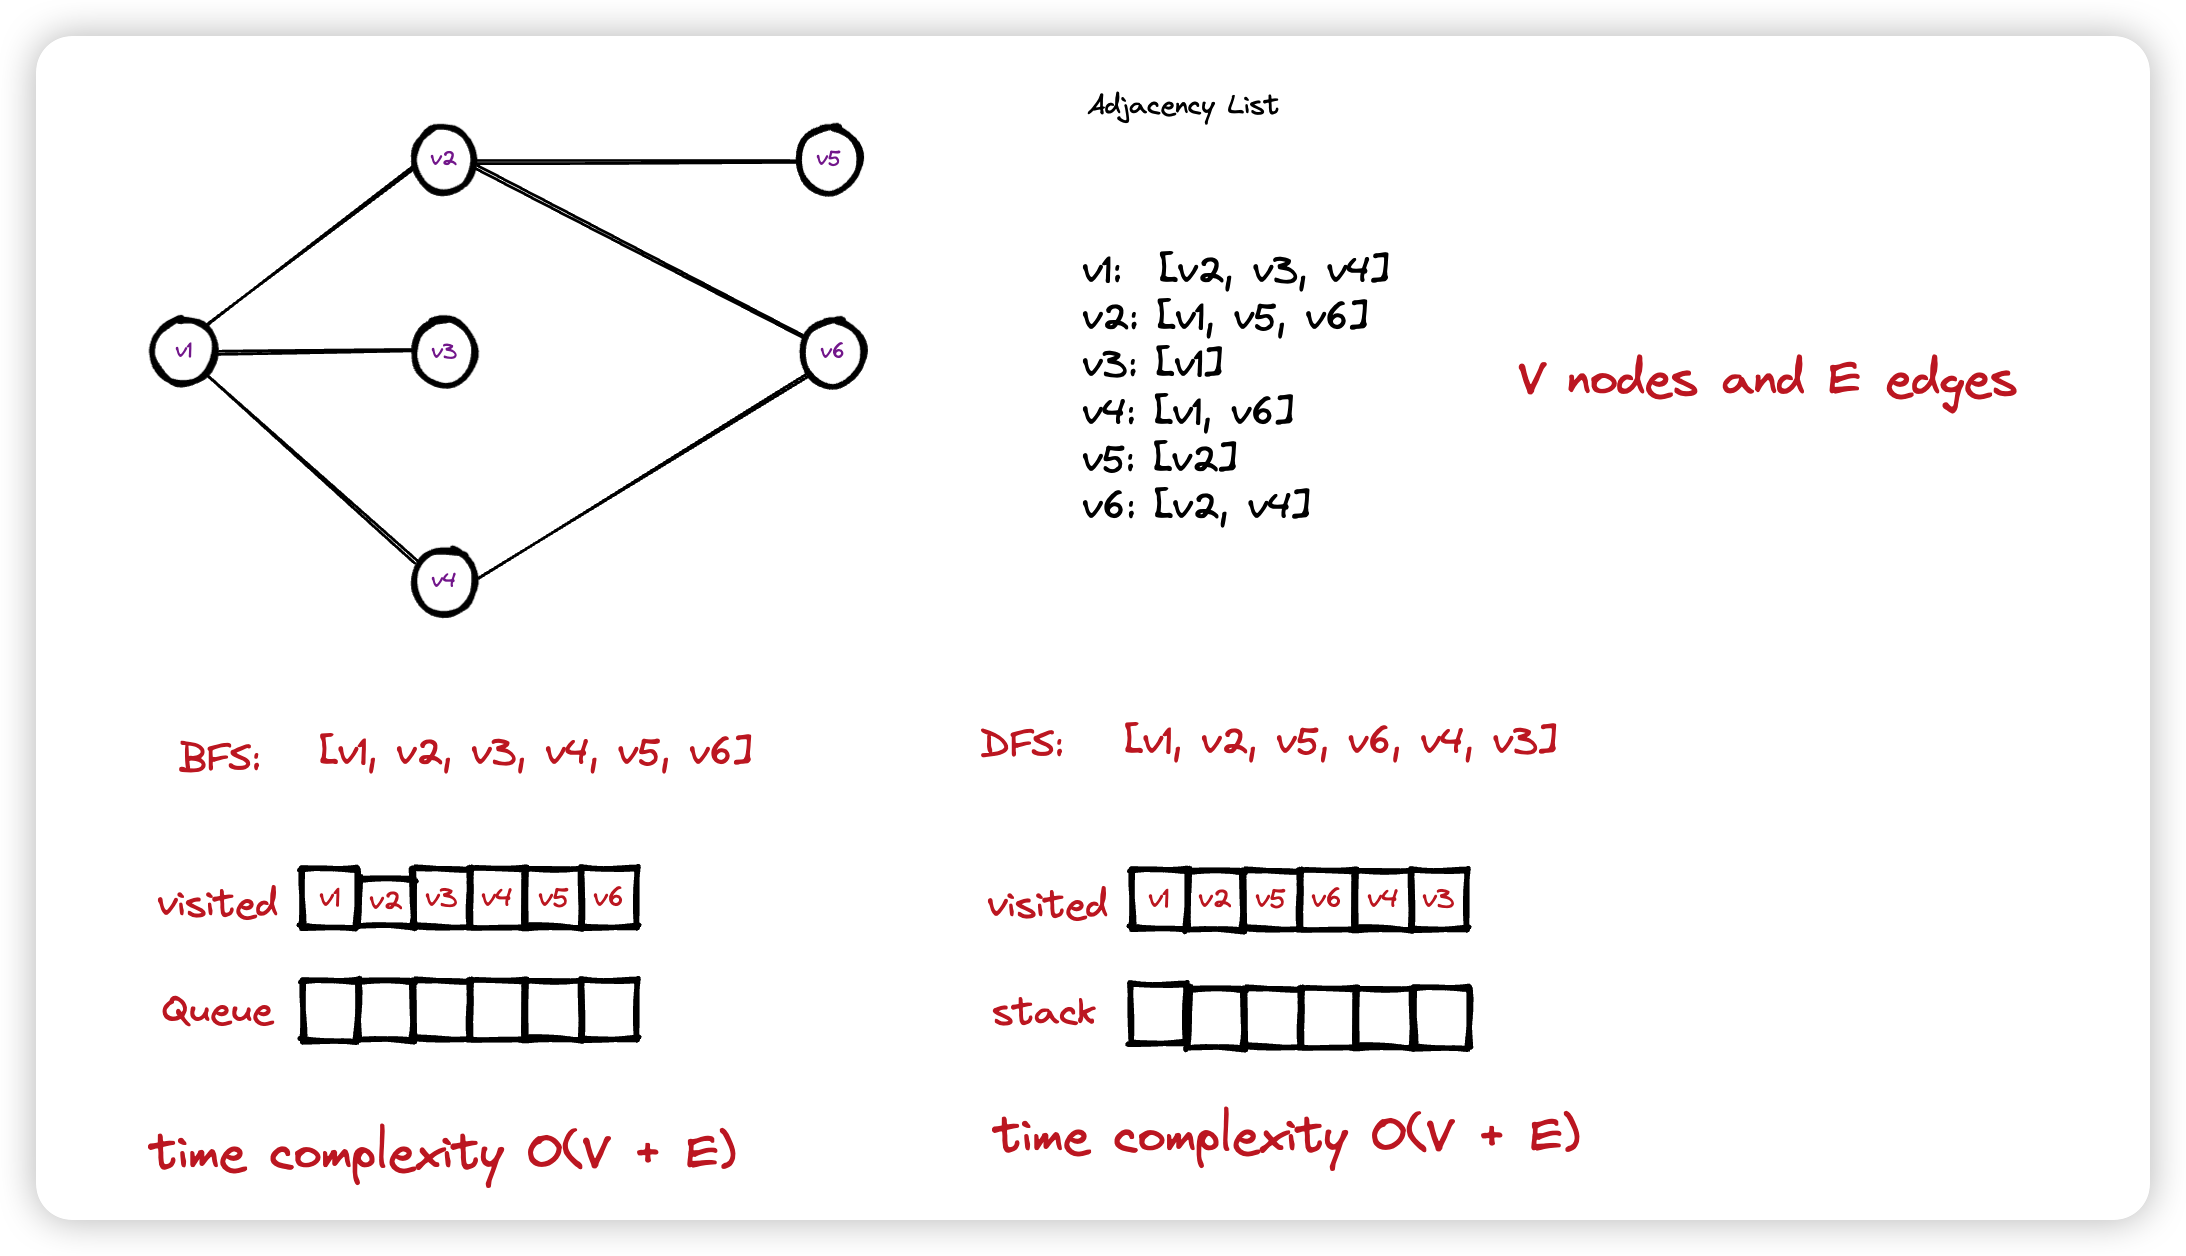 Adjacency List
v2
v5
v1
v3
v6
v4
v1: [v2, v3, v4]
v2: [v1, v5, v6]
v3: [v1]
v4: [v1, v6]
v5: [v2]
v6: [v2, v4]
V nodes and E edges
BFS: [v1, v2, v3, v4, v5, v6]
visited v1 v2 v3 v4 v5 v6
Queue
time complexity O(V + E)
DFS: [v1, v2, v5, v6, v4, v3]
visited v1 v2 v5 v6 v4 v3
stack
time complexity O(V + E)